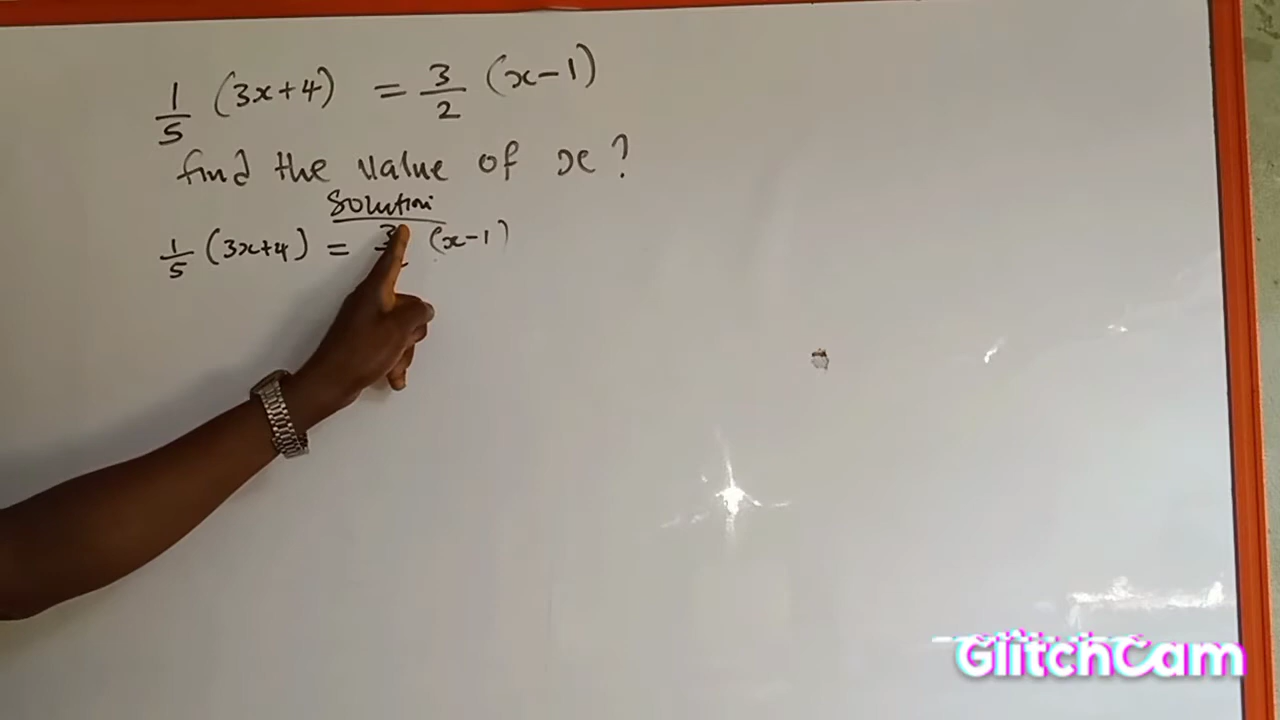 1/5 (3x+4) = 3/2 (x-1)
find the value of x?
Solution
1/5 (3x+4) = 3 (x-1)
GlitchCam